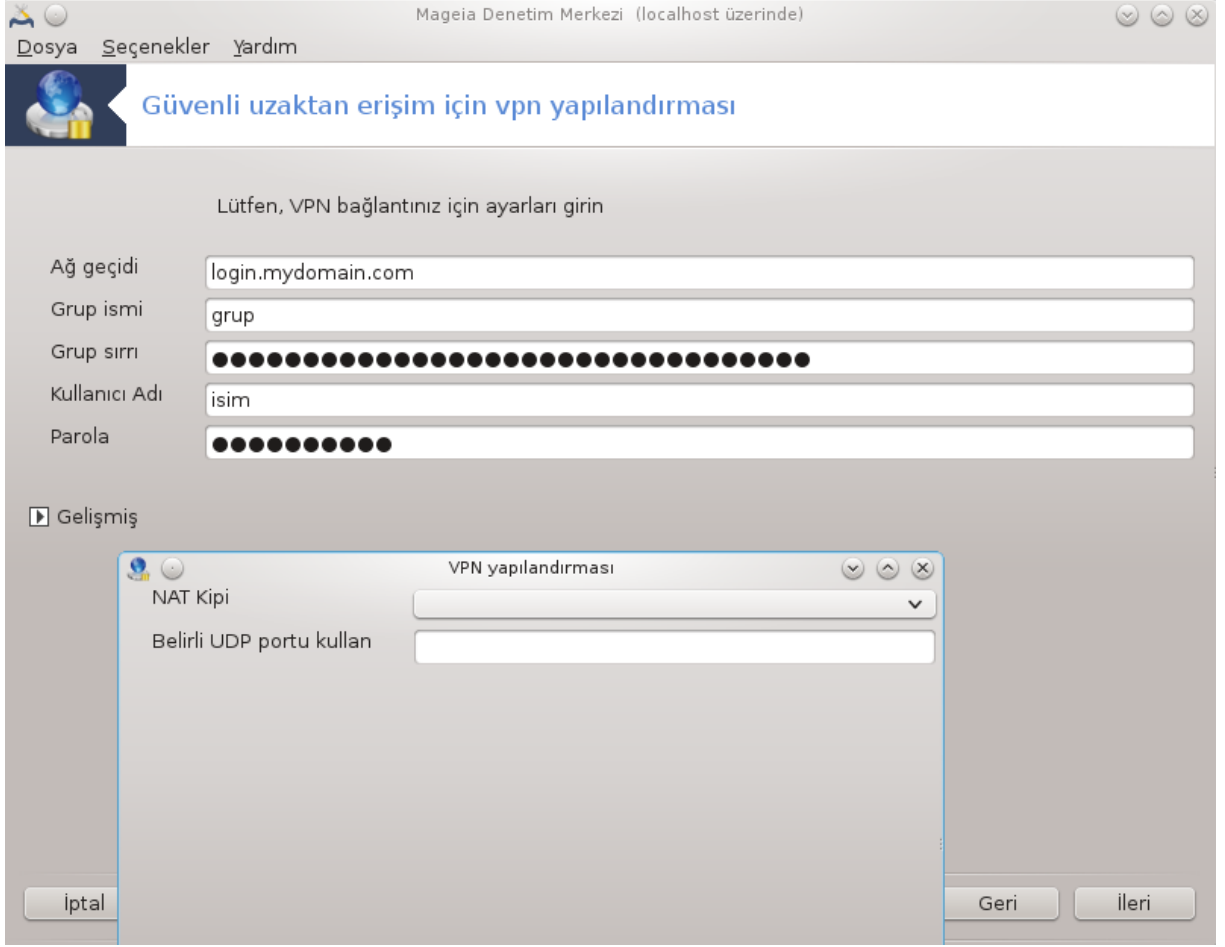 Mageia Denetim Merkezi (localhost üzerinde)
Dosya Seçenekler Yardım
Güvenli uzaktan erişim için vpn yapılandırması
Lütfen, VPN bağlantınız için ayarları girin
Ağ geçidi login.mydomain.com
Grup ismi grup
Grup sırrı ●●●●●●●●●●●●●●●●●●●●●●●●●●●●●●●●●
Kullanıcı Adı isim
Parola ●●●●●●●●●●
Gelişmiş
VPN yapılandırması
NAT Kipi
Belirli UDP portu kullan
İptal Geri İleri